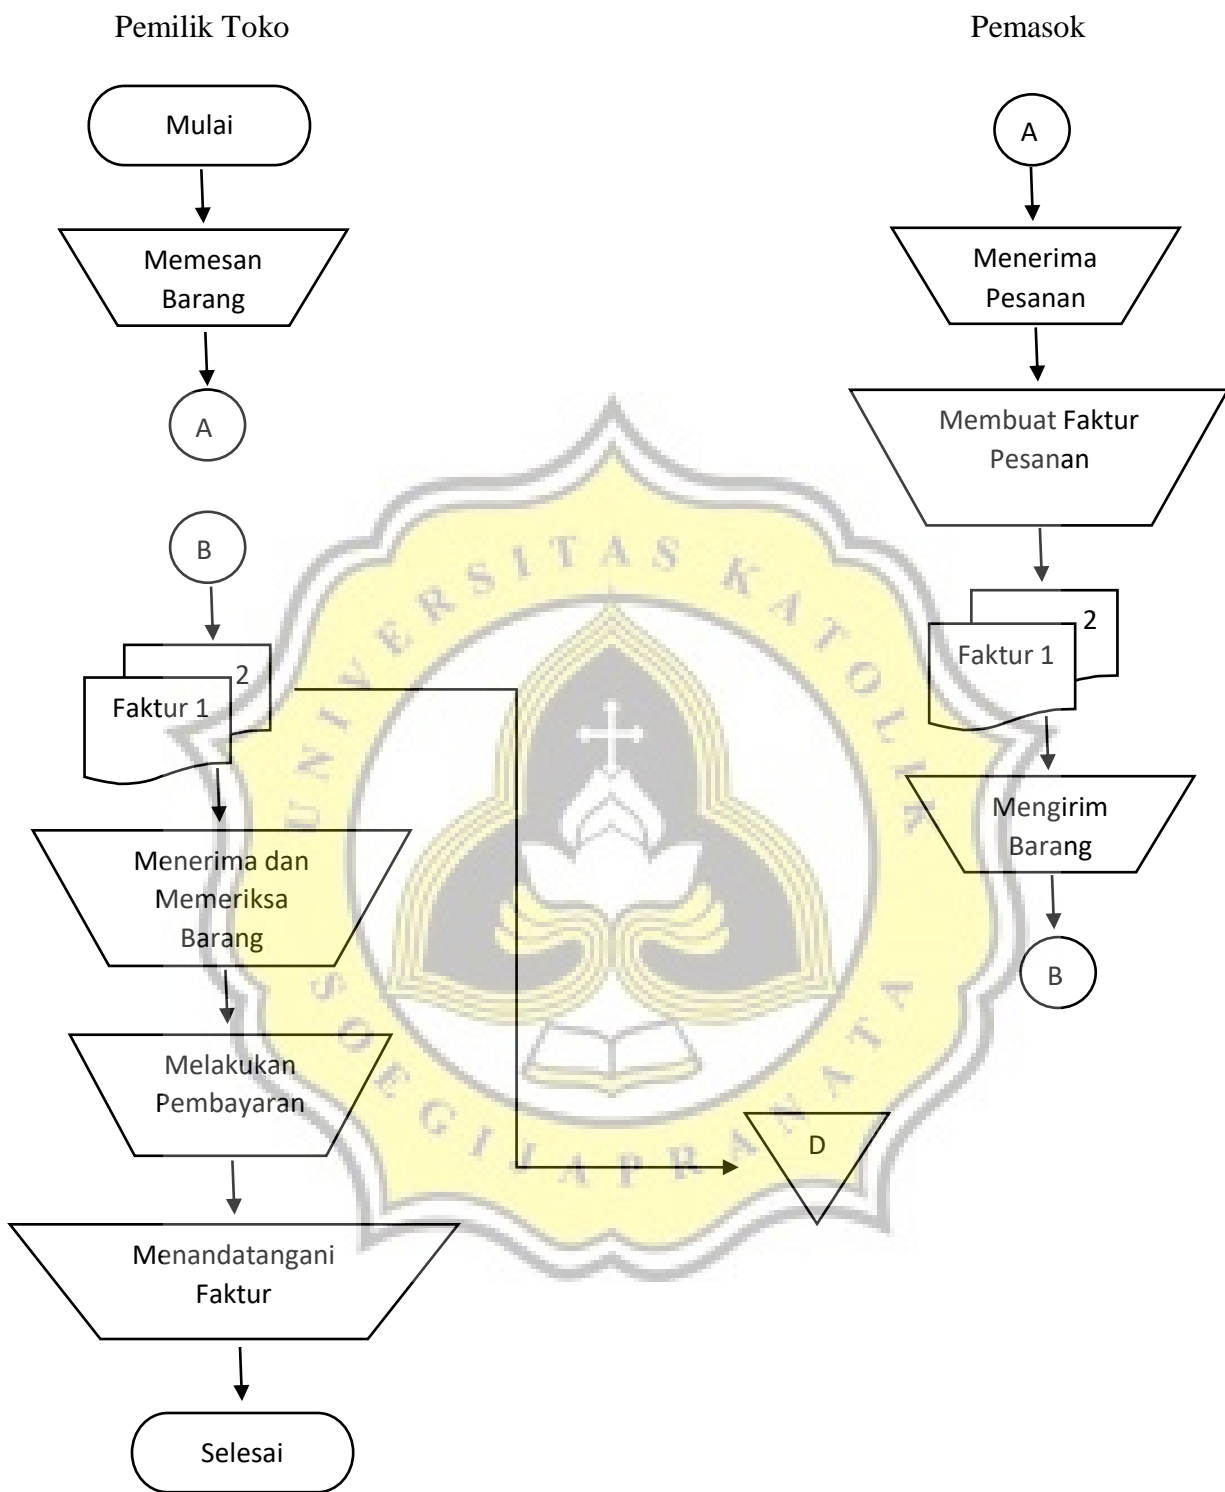 Pemilik Toko
Mulai
Memesan
Barang
A
B
2
Faktur 1
Menerima dan
Memeriksa
Barang
Melakukan
Pembayaran
Menandatangani
Faktur
Selesai
Pemasok
A
Menerima
Pesanan
Membuat Faktur
Pesanan
2
Faktur 1
Mengirim
Barang
B
D
UNIVERSITAS KATOLIK
SOEGIJAPRANATA